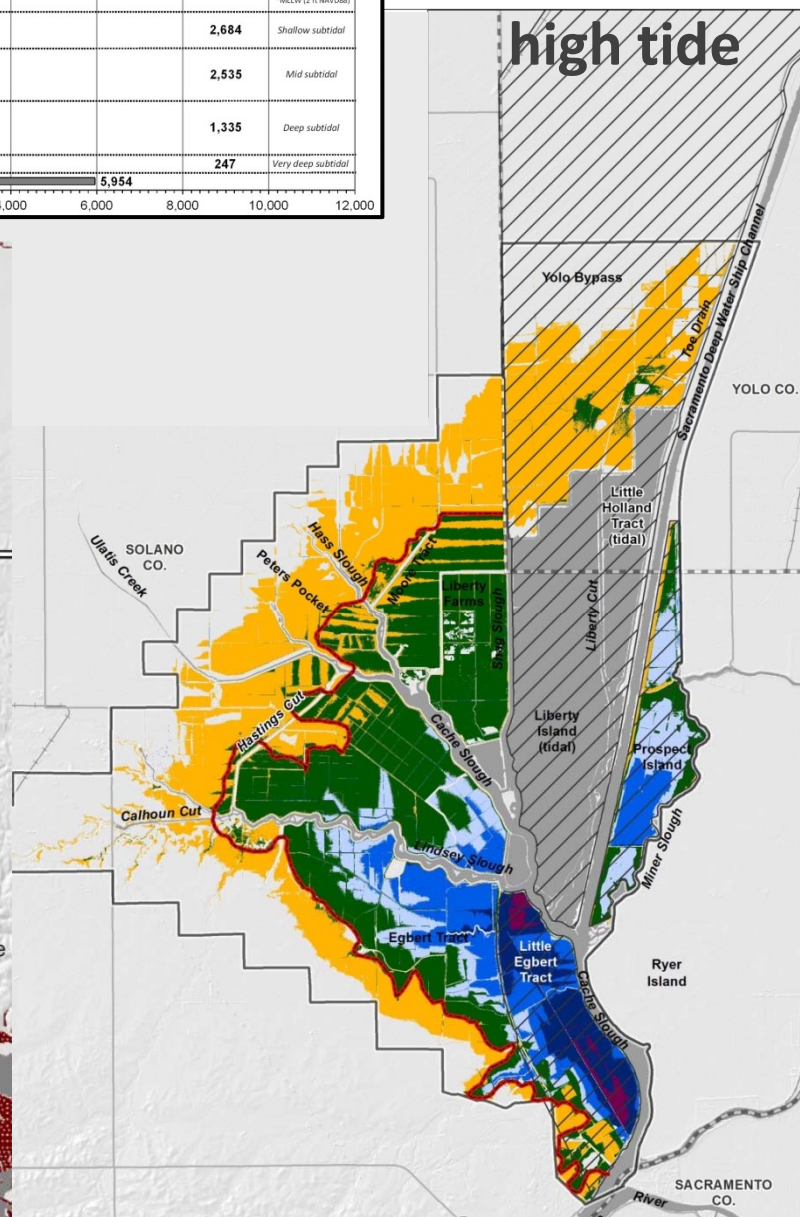 MLLW (2 ft NAVD88)
2,684 Shallow subtidal
2,535 Mid subtidal
1,335 Deep subtidal
247 Very deep subtidal
5,954
,000 6,000 8,000 10,000 12,000
high tide
Yolo Bypass
Toe Drain
Sacramento Deep Water Ship Channel
YOLO CO.
Little
Holland
Tract
(tidal)
SOLANO
CO.
Ulatis Creek
Hass Slough
Peters Pocket
Moore Tract
Liberty
Farms
Shag Slough
Liberty Cut
Hastings Cut
Cache Slough
Liberty
Island
(tidal)
Prospect
Island
Miner Slough
Calhoun Cut
Lindsey Slough
Egbert Tract
Little
Egbert
Tract
Ryer
Island
Cache Slough
SACRAMENTO
CO.
River
e